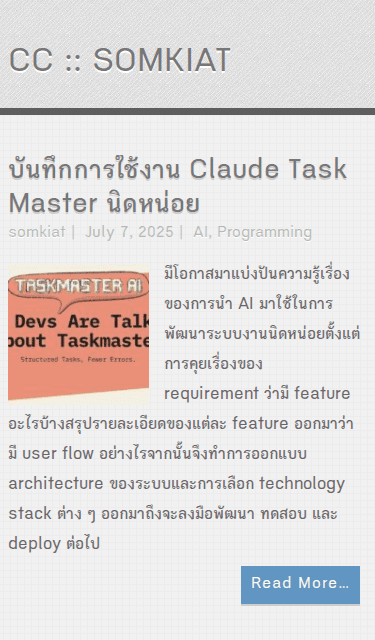 CC :: SOMKIAT
บันทึกการใช้งาน Claude Task
Master นิดหน่อย
somkiat | July 7, 2025 | AI, Programming
TASKMASTER AI
Devs Are Talk
out Taskmaste
Structured Tasks, Fewer Errors.
มีโอกาสมาแบ่งปันความรู้เรื่อง
ของการนำ AI มาใช้ในการ
พัฒนาระบบงานนิดหน่อยตั้งแต่
การคุยเรื่องของ
requirement ว่ามี feature
อะไรบ้างสรุปรายละเอียดของแต่ละ feature ออกมาว่า
มี user flow อย่างไรจากนั้นจึงทำการออกแบบ
architecture ของระบบและการเลือก technology
stack ต่าง ๆ ออกมาถึงจะลงมือพัฒนา ทดสอบ และ
deploy ต่อไป
Read More...